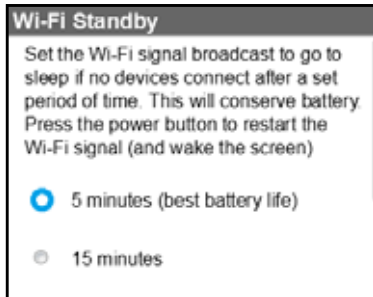 Wi-Fi Standby
Set the Wi-Fi signal broadcast to go to
sleep if no devices connect after a set
period of time. This will conserve battery.
Press the power button to restart the
Wi-Fi signal (and wake the screen)
5 minutes (best battery life)
15 minutes